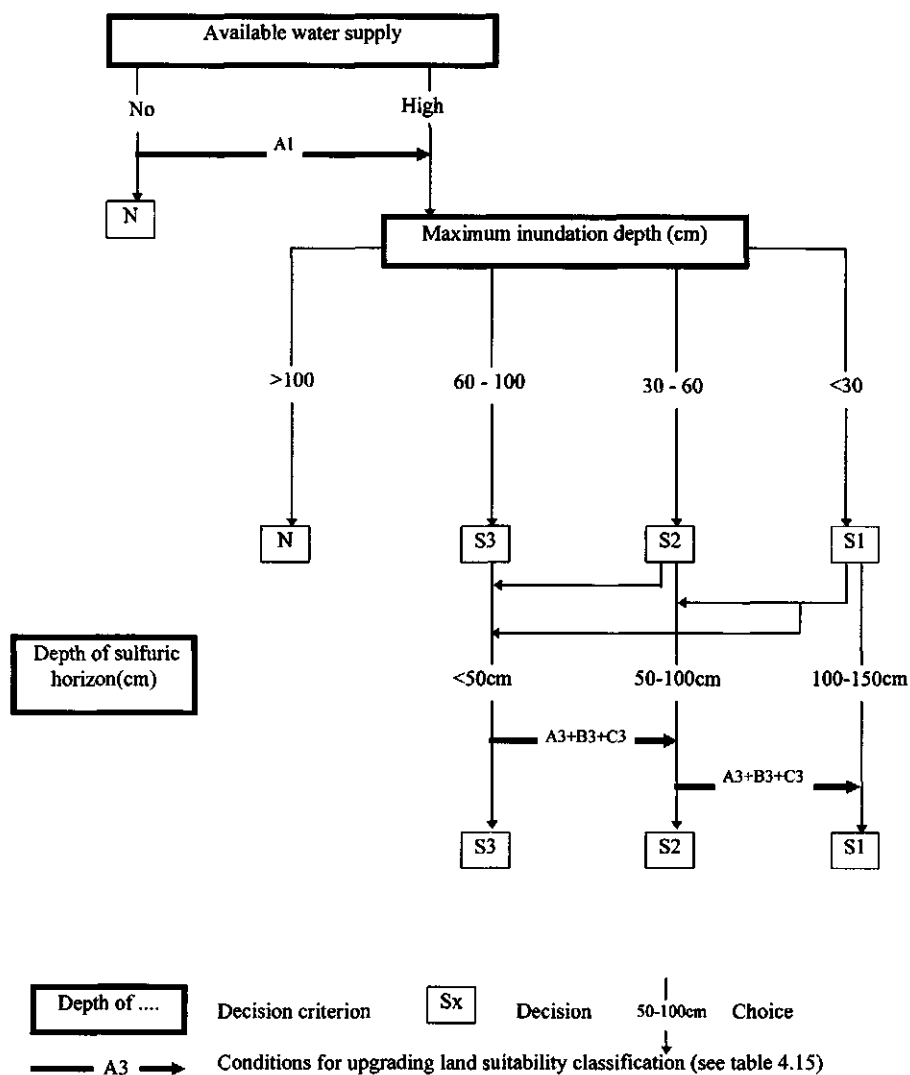 Available water supply
No
High
A1
N
Maximum inundation depth (cm)
>100
60 - 100
30 - 60
<30
N
S3
S2
S1
Depth of sulfuric
horizon(cm)
<50cm
50-100cm
100-150cm
A3+B3+C3
A3+B3+C3
S3
S2
S1
Depth of ....
Decision criterion
Sx
Decision
50-100cm
Choice
A3
Conditions for upgrading land suitability classification (see table 4.15)